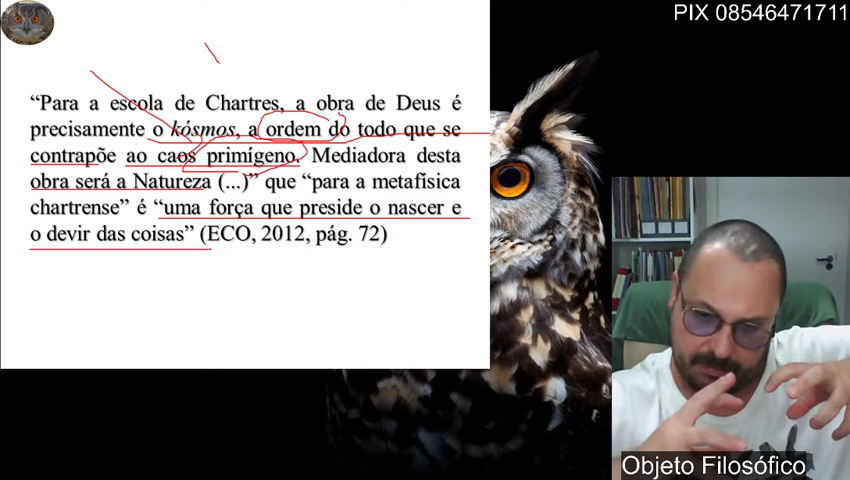 PIX 08546471711
“Para a escola de Chartres, a obra de Deus é
precisamente o kósmos, a ordem do todo que se
contrapõe ao caos primígeno. Mediadora desta
obra será a Natureza (...)” que “para a metafísica
chartrense” é “uma força que preside o nascer e
o devir das coisas” (ECO, 2012, pág. 72)
Objeto Filosófico